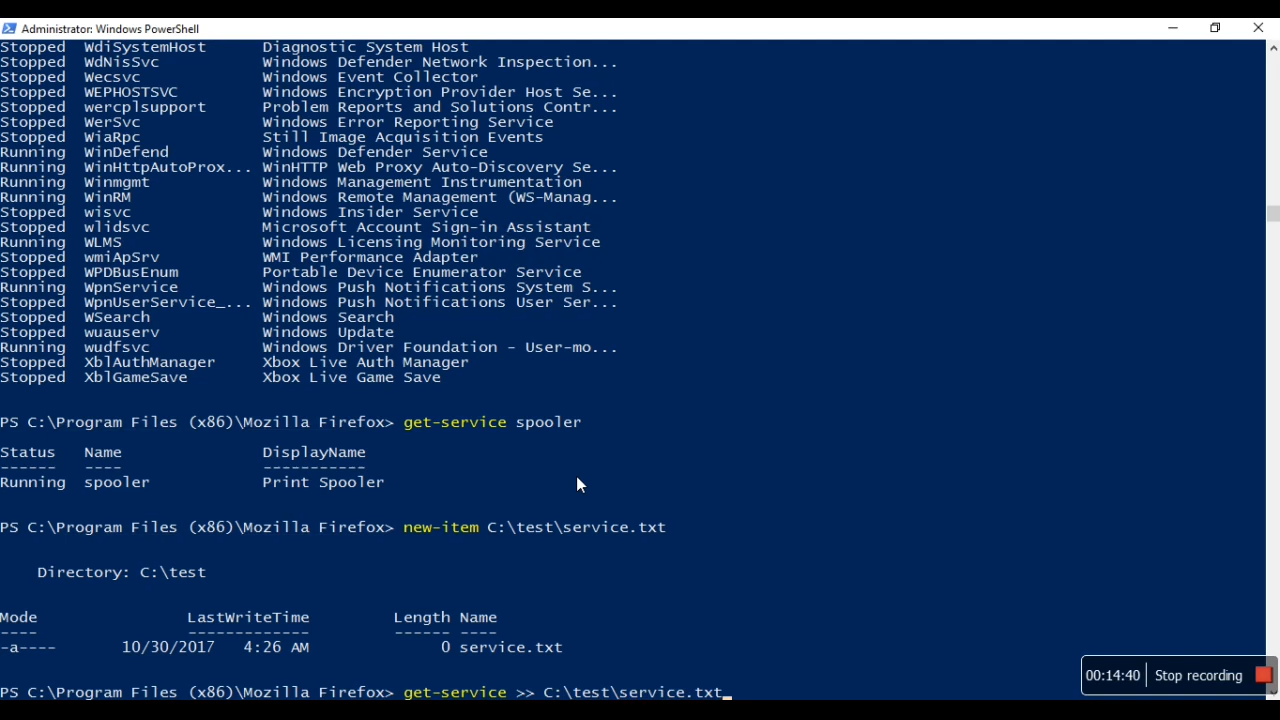 Administrator: Windows PowerShell
Stopped  WdiSystemHost      Diagnostic System Host
Stopped  WdNisSvc           Windows Defender Network Inspection...
Stopped  Wecsvc             Windows Event Collector
Stopped  WEPHOSTSVC         Windows Encryption Provider Host Se...
Stopped  wercplsupport      Problem Reports and Solutions Contr...
Stopped  WerSvc             Windows Error Reporting Service
Stopped  WiaRpc             Still Image Acquisition Events
Running  WinDefend          Windows Defender Service
Running  WinHttpAutoProx... WinHTTP Web Proxy Auto-Discovery Se...
Running  Winmgmt            Windows Management Instrumentation
Running  WinRM              Windows Remote Management (WS-Manag...
Stopped  wisvc              Windows Insider Service
Stopped  wlidsvc            Microsoft Account Sign-in Assistant
Running  WLMS               Windows Licensing Monitoring Service
Stopped  wmiApSrv           WMI Performance Adapter
Stopped  WPDBusEnum         Portable Device Enumerator Service
Running  WpnService         Windows Push Notifications System S...
Stopped  WpnUserService_... Windows Push Notifications User Ser...
Stopped  WSearch            Windows Search
Stopped  wuauserv           Windows Update
Running  wudfsvc            Windows Driver Foundation - User-mo...
Stopped  XblAuthManager     Xbox Live Auth Manager
Stopped  XblGameSave        Xbox Live Game Save
PS C:\Program Files (x86)\Mozilla Firefox> get-service spooler
Status   Name               DisplayName
------   ----               -----------
Running  spooler            Print Spooler
PS C:\Program Files (x86)\Mozilla Firefox> new-item C:\test\service.txt
Directory: C:\test
Mode                LastWriteTime         Length Name
----                -------------         ------ ----
-a----       10/30/2017   4:26 AM              0 service.txt
PS C:\Program Files (x86)\Mozilla Firefox> get-service >> C:\test\service.txt_
00:14:40 Stop recording